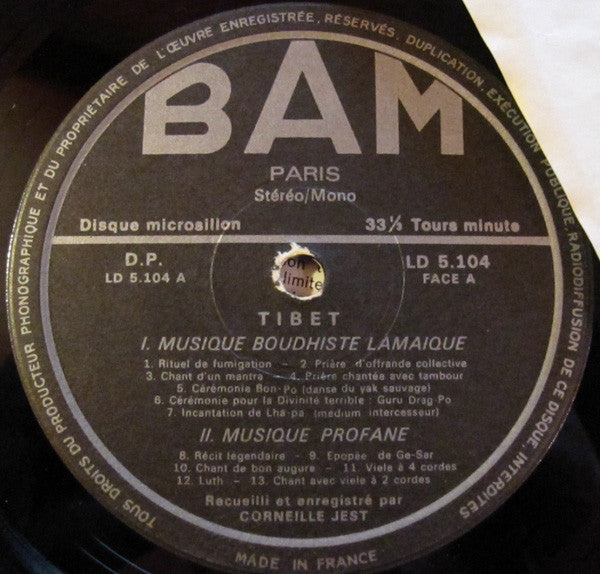 TOUS DROITS DU PRODUCTEUR PHONOGRAPHIQUE ET DU PROPRIÉTAIRE DE L'ŒUVRE ENREGISTRÉE, RÉSERVÉS. DUPLICATION, EXÉCUTION PUBLIQUE, RADIODIFFUSION DE CE DISQUE, INTERDITES
BAM
PARIS
Stéréo/Mono
Disque microsillon 33⅓ Tours minute
D.P. LD 5.104
LD 5.104 A FACE A
limite
TIBET
I. MUSIQUE BOUDHISTE LAMAIQUE
1. Rituel de fumigation - 2 Prière d'offrande collective
3. Chant d'un mantra - 4. Prière chantée avec tambour
5. Cérémonie Bon-Po (danse du yak sauvage)
6. Cérémonie pour la Divinité terrible : Guru Drag-Po
7. Incantation de Lha-pa (medium intercesseur)
II. MUSIQUE PROFANE
8. Récit légendaire - 9. Epopée de Ge-Sar
10. Chant de bon augure - 11. Viele à 4 cordes
12. Luth - 13. Chant avec viele à 2 cordes
Recueilli et enregistré par
CORNEILLE JEST
MADE IN FRANCE